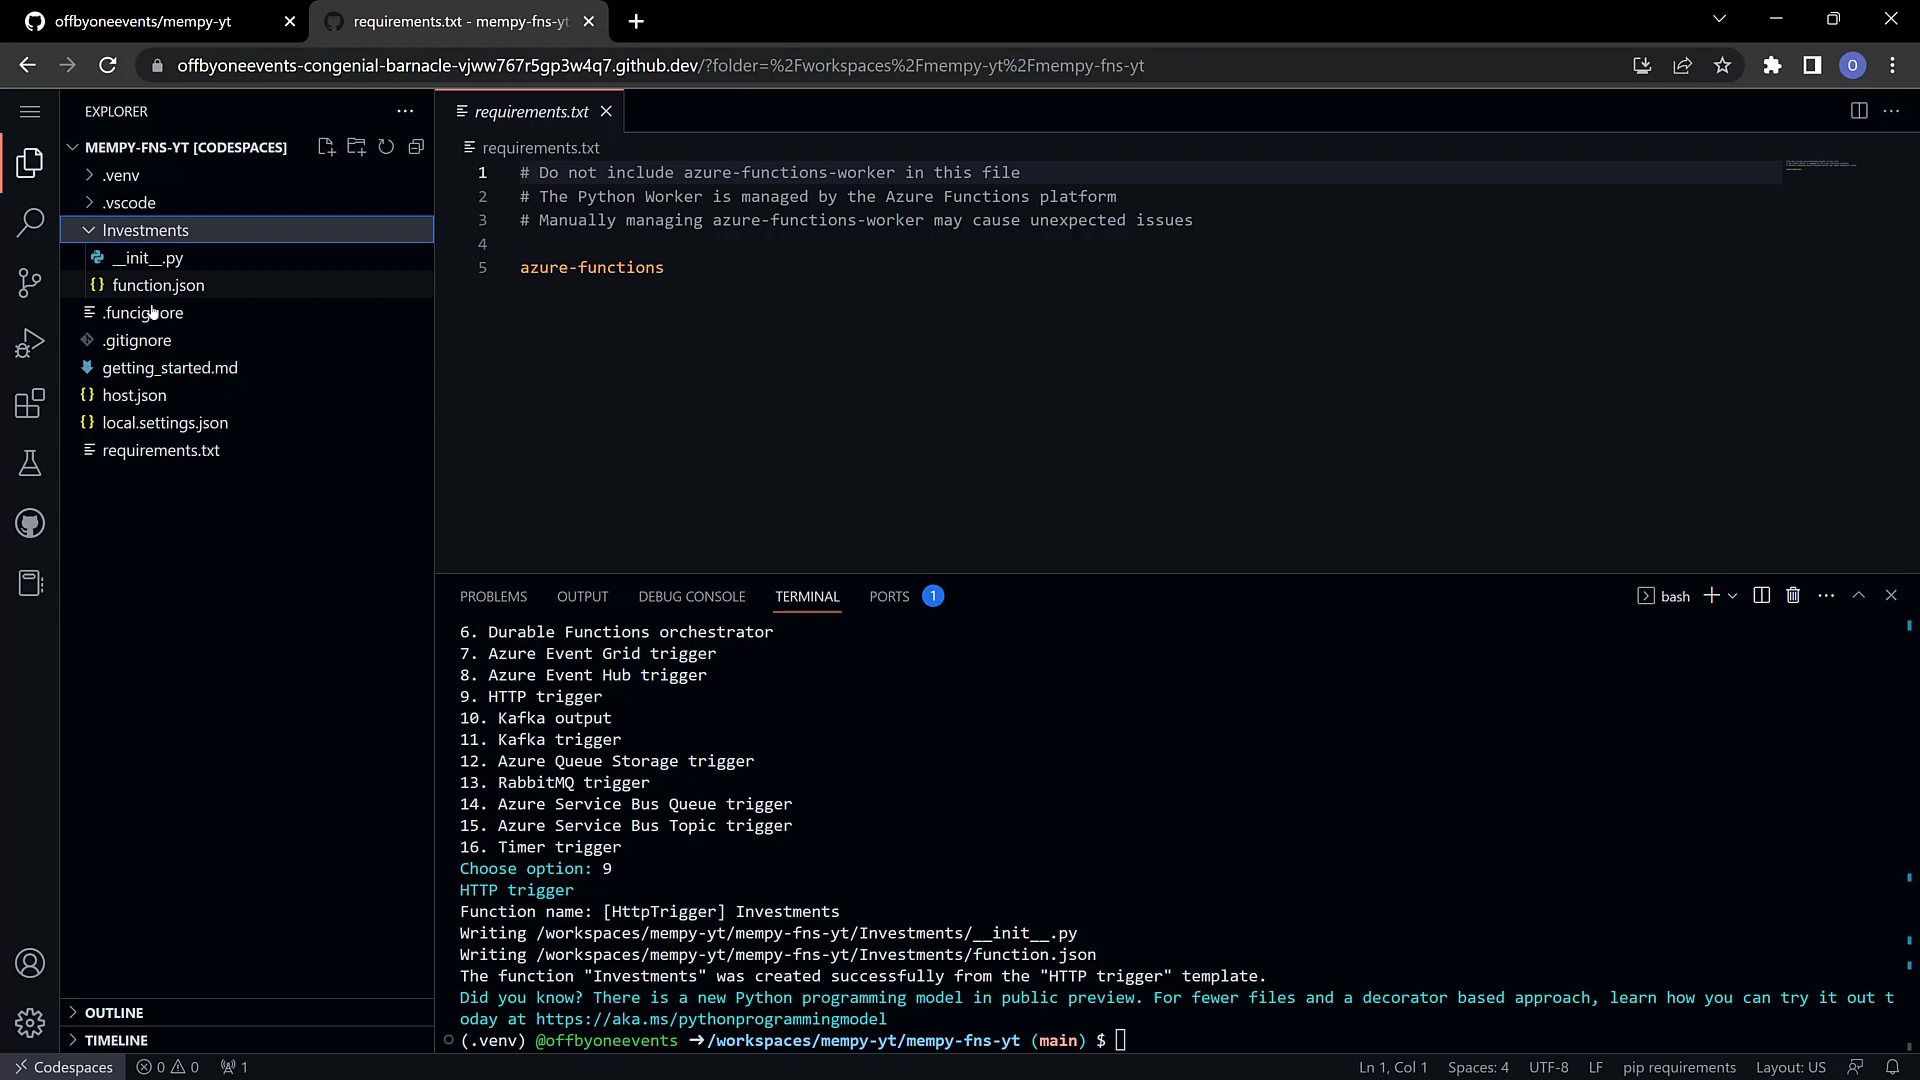 offbyoneevents/mempy-yt
requirements.txt - mempy-fns-yt
offbyoneevents-congenial-barnacle-vjww767r5gp3w4q7.github.dev/?folder=%2Fworkspaces%2Fmempy-yt%2Fmempy-fns-yt
O
EXPLORER
MEMPY-FNS-YT [CODESPACES]
.venv
.vscode
Investments
__init__.py
function.json
.funcignore
.gitignore
getting_started.md
host.json
local.settings.json
requirements.txt
OUTLINE
TIMELINE
requirements.txt
requirements.txt
1 # Do not include azure-functions-worker in this file
2 # The Python Worker is managed by the Azure Functions platform
3 # Manually managing azure-functions-worker may cause unexpected issues
4
5 azure-functions
PROBLEMS OUTPUT DEBUG CONSOLE TERMINAL PORTS 1
bash
6. Durable Functions orchestrator
7. Azure Event Grid trigger
8. Azure Event Hub trigger
9. HTTP trigger
10. Kafka output
11. Kafka trigger
12. Azure Queue Storage trigger
13. RabbitMQ trigger
14. Azure Service Bus Queue trigger
15. Azure Service Bus Topic trigger
16. Timer trigger
Choose option: 9
HTTP trigger
Function name: [HttpTrigger] Investments
Writing /workspaces/mempy-yt/mempy-fns-yt/Investments/__init__.py
Writing /workspaces/mempy-yt/mempy-fns-yt/Investments/function.json
The function "Investments" was created successfully from the "HTTP trigger" template.
Did you know? There is a new Python programming model in public preview. For fewer files and a decorator based approach, learn how you can try it out t
oday at https://aka.ms/pythonprogrammingmodel
(.venv) @offbyoneevents ➔/workspaces/mempy-yt/mempy-fns-yt (main) $
Codespaces 0 0 1 Ln 1, Col 1 Spaces: 4 UTF-8 LF pip requirements Layout: US